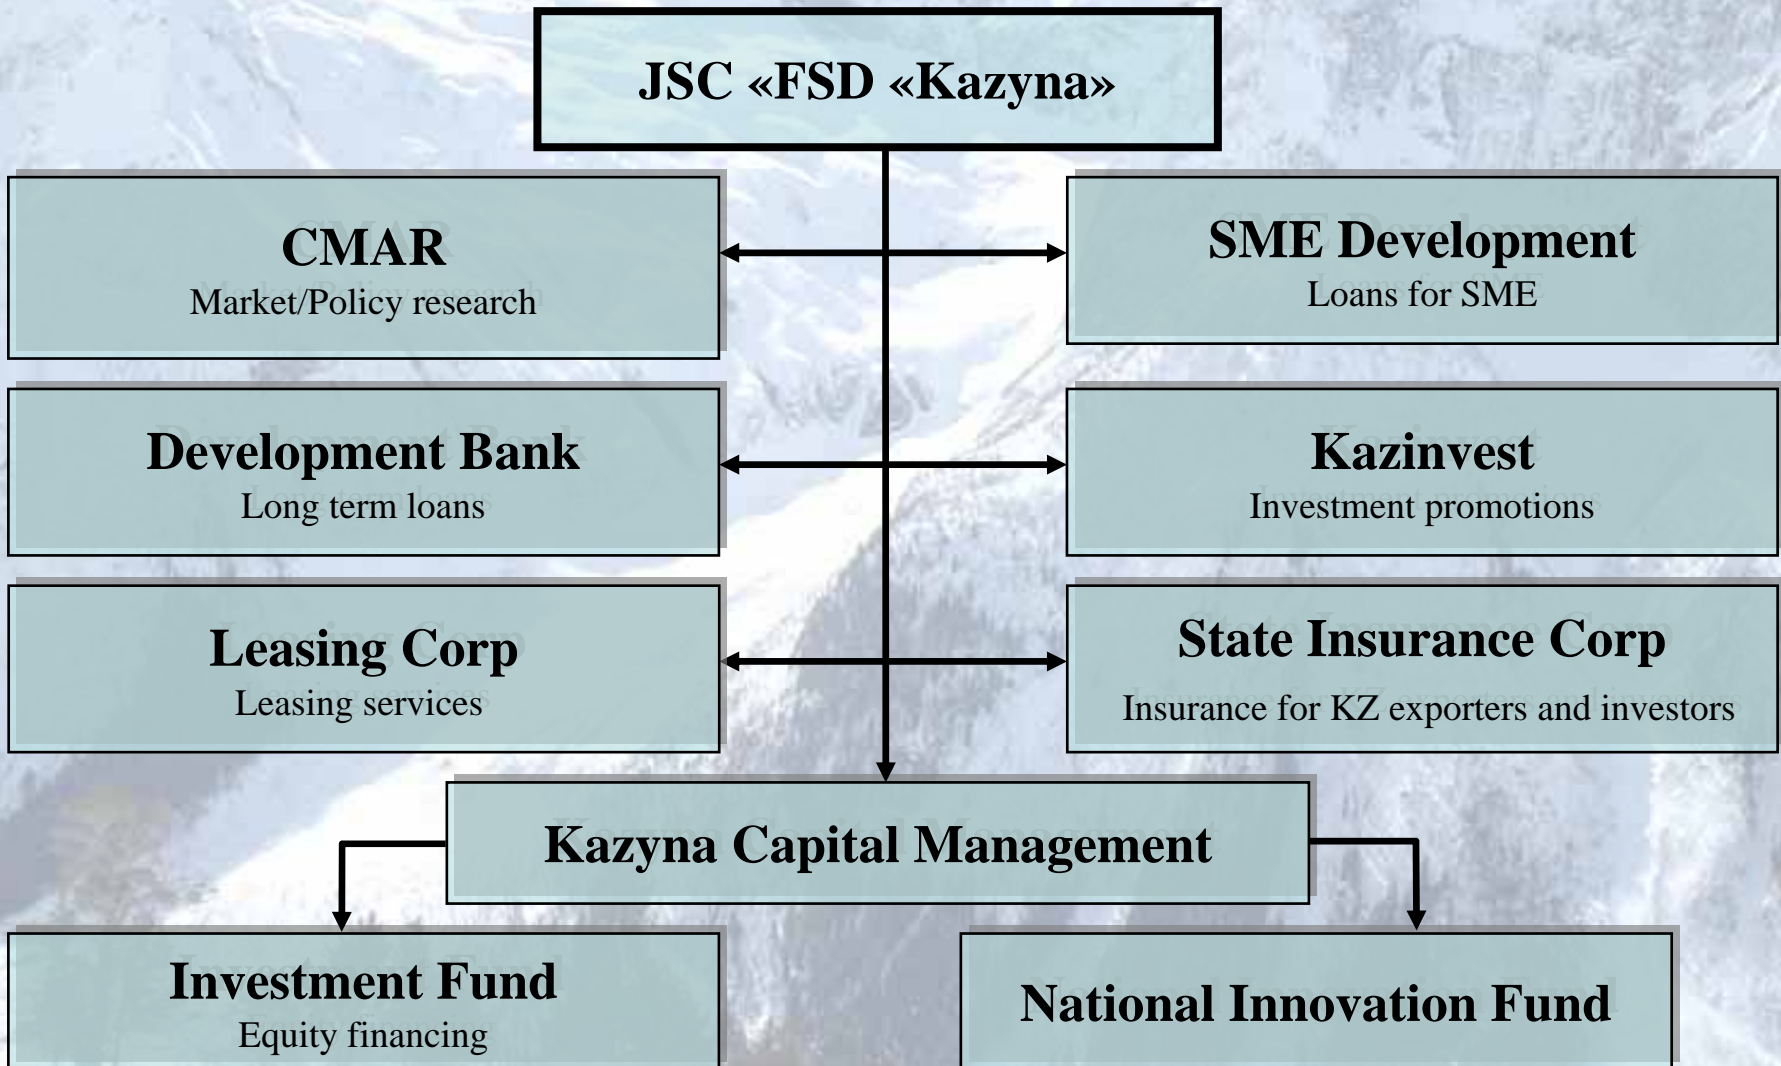 JSC «FSD «Kazyna»
CMAR
Market/Policy research
SME Development
Loans for SME
Development Bank
Long term loans
Kazinvest
Investment promotions
Leasing Corp
Leasing services
State Insurance Corp
Insurance for KZ exporters and investors
Kazyna Capital Management
Investment Fund
Equity financing
National Innovation Fund